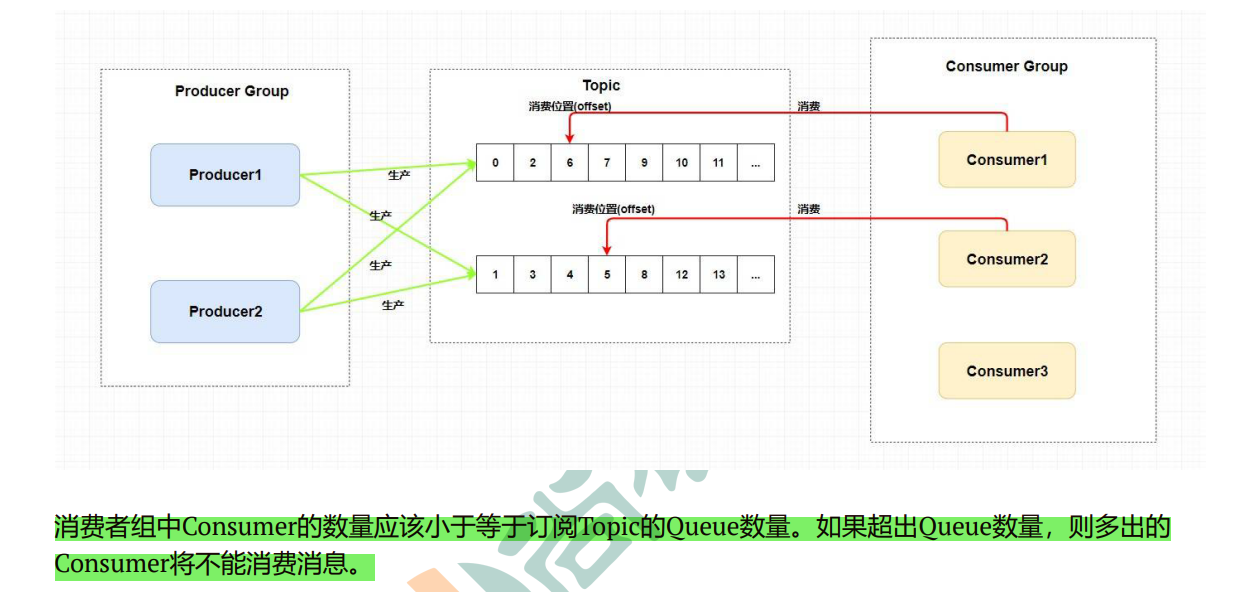 Producer Group
Topic
Consumer Group
消费位置(offset)
消费
Producer1
生产
0 2 6 7 9 10 11 ...
Consumer1
生产
消费位置(offset)
消费
生产
1 3 4 5 8 12 13 ...
Consumer2
Producer2
生产
Consumer3
消费者组中Consumer的数量应该小于等于订阅Topic的Queue数量。如果超出Queue数量，则多出的
Consumer将不能消费消息。